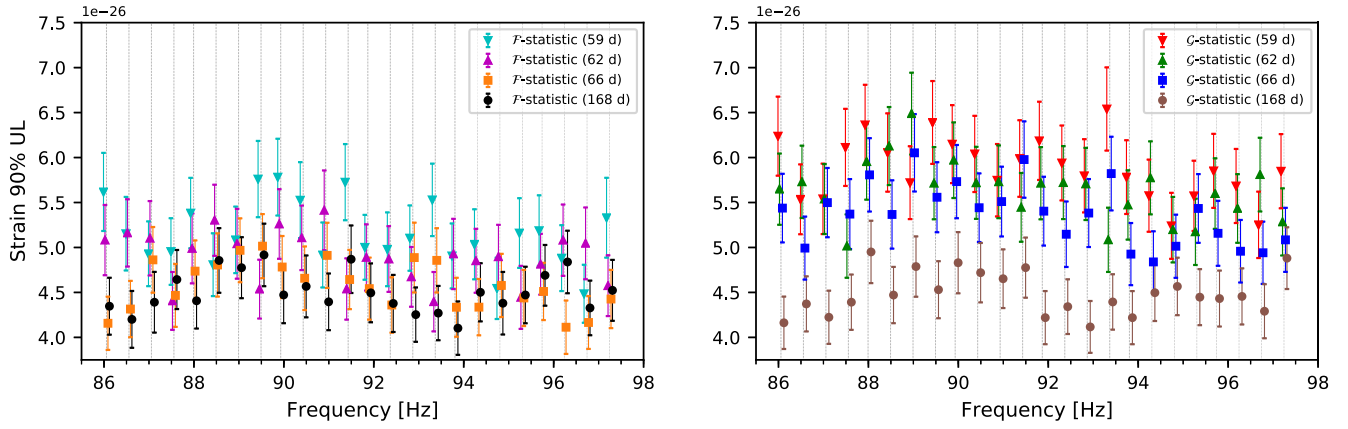 1e−26
7.5
7.0
6.5
6.0
5.5
5.0
4.5
4.0
Strain 90% UL
86 88 90 92 94 96 98
Frequency [Hz]
ℱ-statistic (59 d)
ℱ-statistic (62 d)
ℱ-statistic (66 d)
ℱ-statistic (168 d)
1e−26
7.5
7.0
6.5
6.0
5.5
5.0
4.5
4.0
86 88 90 92 94 96 98
Frequency [Hz]
𝒢-statistic (59 d)
𝒢-statistic (62 d)
𝒢-statistic (66 d)
𝒢-statistic (168 d)